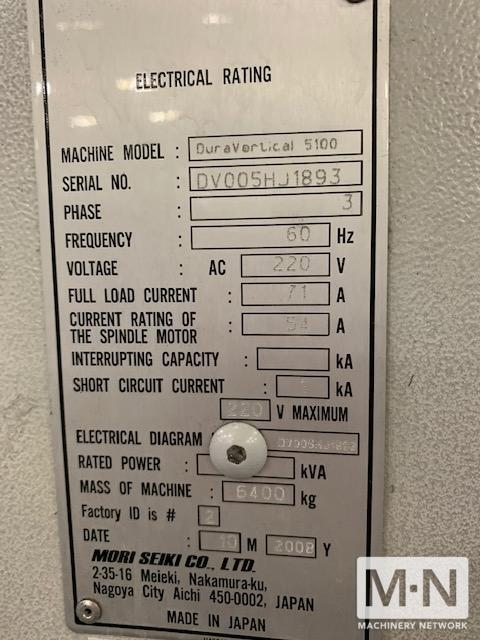 ELECTRICAL RATING
MACHINE MODEL : DuraVertical 5100
SERIAL NO. : DV005HJ1893
PHASE : 3
FREQUENCY : 60 Hz
VOLTAGE : AC 220 V
FULL LOAD CURRENT : 71 A
CURRENT RATING OF
THE SPINDLE MOTOR : 54 A
INTERRUPTING CAPACITY : kA
SHORT CIRCUIT CURRENT : kA
220 V MAXIMUM
ELECTRICAL DIAGRAM DV005HJ1893
RATED POWER : kVA
MASS OF MACHINE : 6400 kg
Factory ID is # 2
DATE : 10 M 2008 Y
MORI SEIKI CO., LTD.
2-35-16 Meieki, Nakamura-ku,
Nagoya City Aichi 450-0002, JAPAN
MADE IN JAPAN
M·N
MACHINERY NETWORK